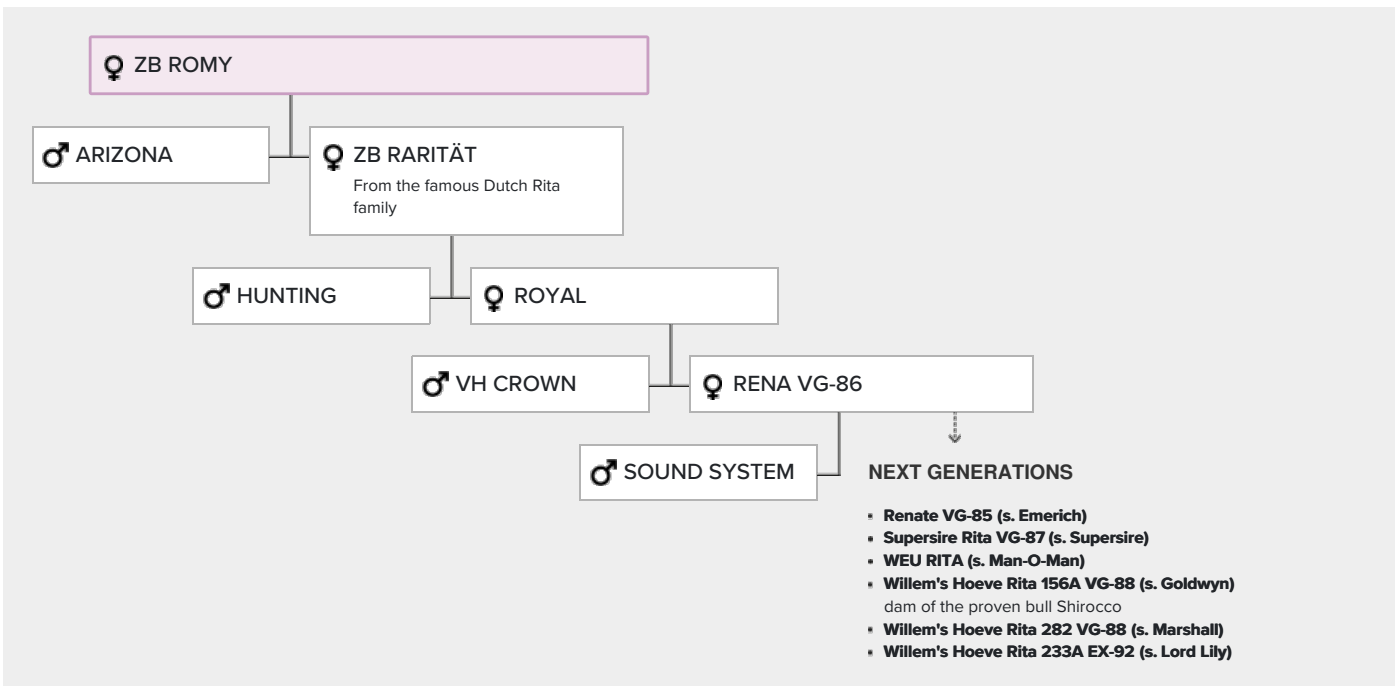 ZB ROMY
ARIZONA
ZB RARITÄT
From the famous Dutch Rita
family
HUNTING
ROYAL
VH CROWN
RENA VG-86
SOUND SYSTEM
NEXT GENERATIONS
Renate VG-85 (s. Emerich)
Supersire Rita VG-87 (s. Supersire)
WEU RITA (s. Man-O-Man)
Willem's Hoeve Rita 156A VG-88 (s. Goldwyn)
dam of the proven bull Shirocco
Willem's Hoeve Rita 282 VG-88 (s. Marshall)
Willem's Hoeve Rita 233A EX-92 (s. Lord Lily)